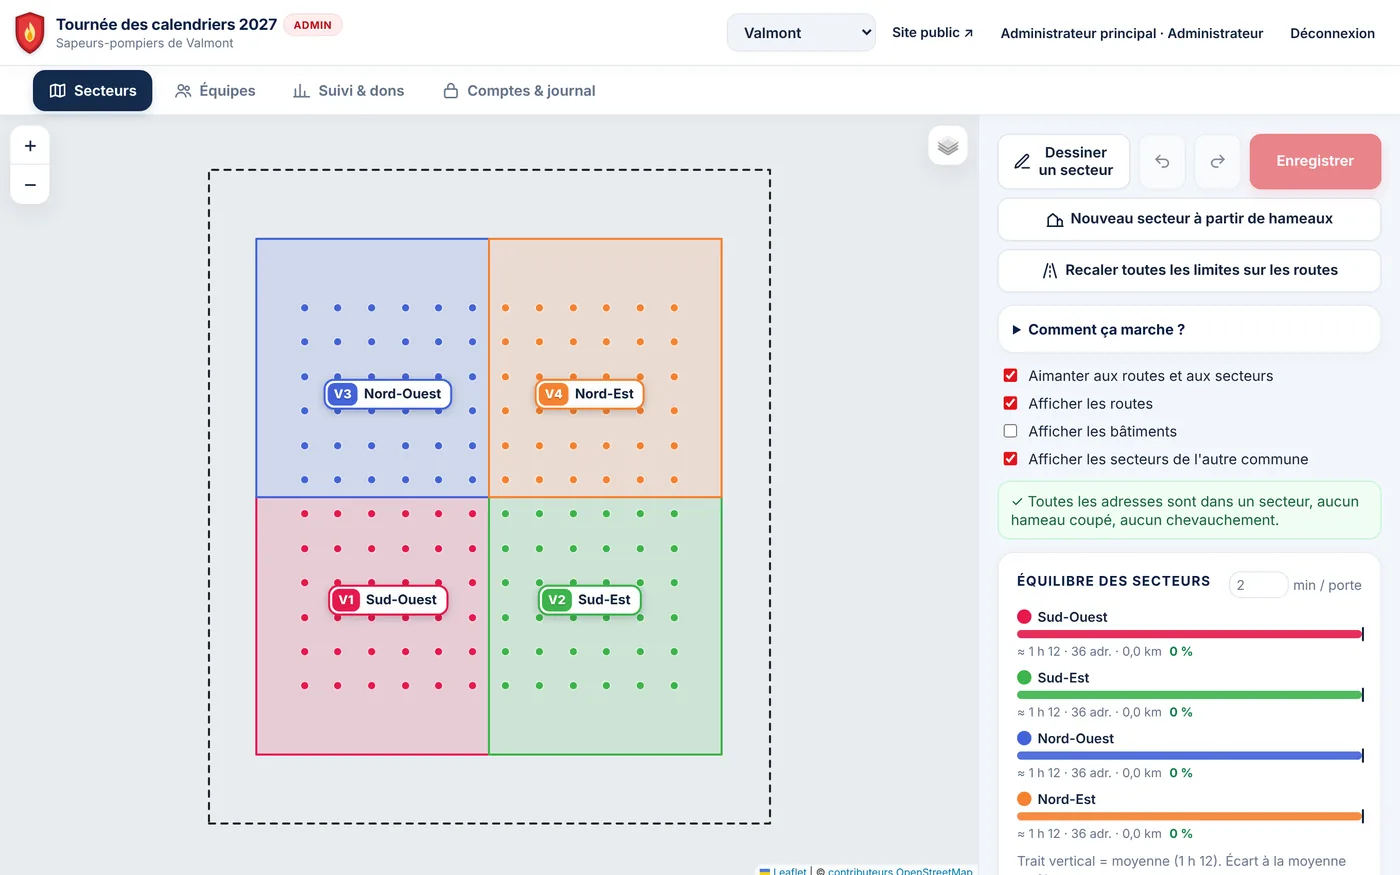 Tournée des calendriers 2027 ADMIN
Sapeurs-pompiers de Valmont
Valmont
Site public ↗
Administrateur principal · Administrateur
Déconnexion
Secteurs
Équipes
Suivi & dons
Comptes & journal
+
−
V3 Nord-Ouest
V4 Nord-Est
V1 Sud-Ouest
V2 Sud-Est
Leaflet | © contributeurs OpenStreetMap
Dessiner
un secteur
Enregistrer
Nouveau secteur à partir de hameaux
Recaler toutes les limites sur les routes
Comment ça marche ?
Aimanter aux routes et aux secteurs
Afficher les routes
Afficher les bâtiments
Afficher les secteurs de l'autre commune
✓ Toutes les adresses sont dans un secteur, aucun
hameau coupé, aucun chevauchement.
ÉQUILIBRE DES SECTEURS 2 min / porte
Sud-Ouest
≈ 1 h 12 · 36 adr. · 0,0 km 0 %
Sud-Est
≈ 1 h 12 · 36 adr. · 0,0 km 0 %
Nord-Ouest
≈ 1 h 12 · 36 adr. · 0,0 km 0 %
Nord-Est
≈ 1 h 12 · 36 adr. · 0,0 km 0 %
Trait vertical = moyenne (1 h 12). Écart à la moyenne